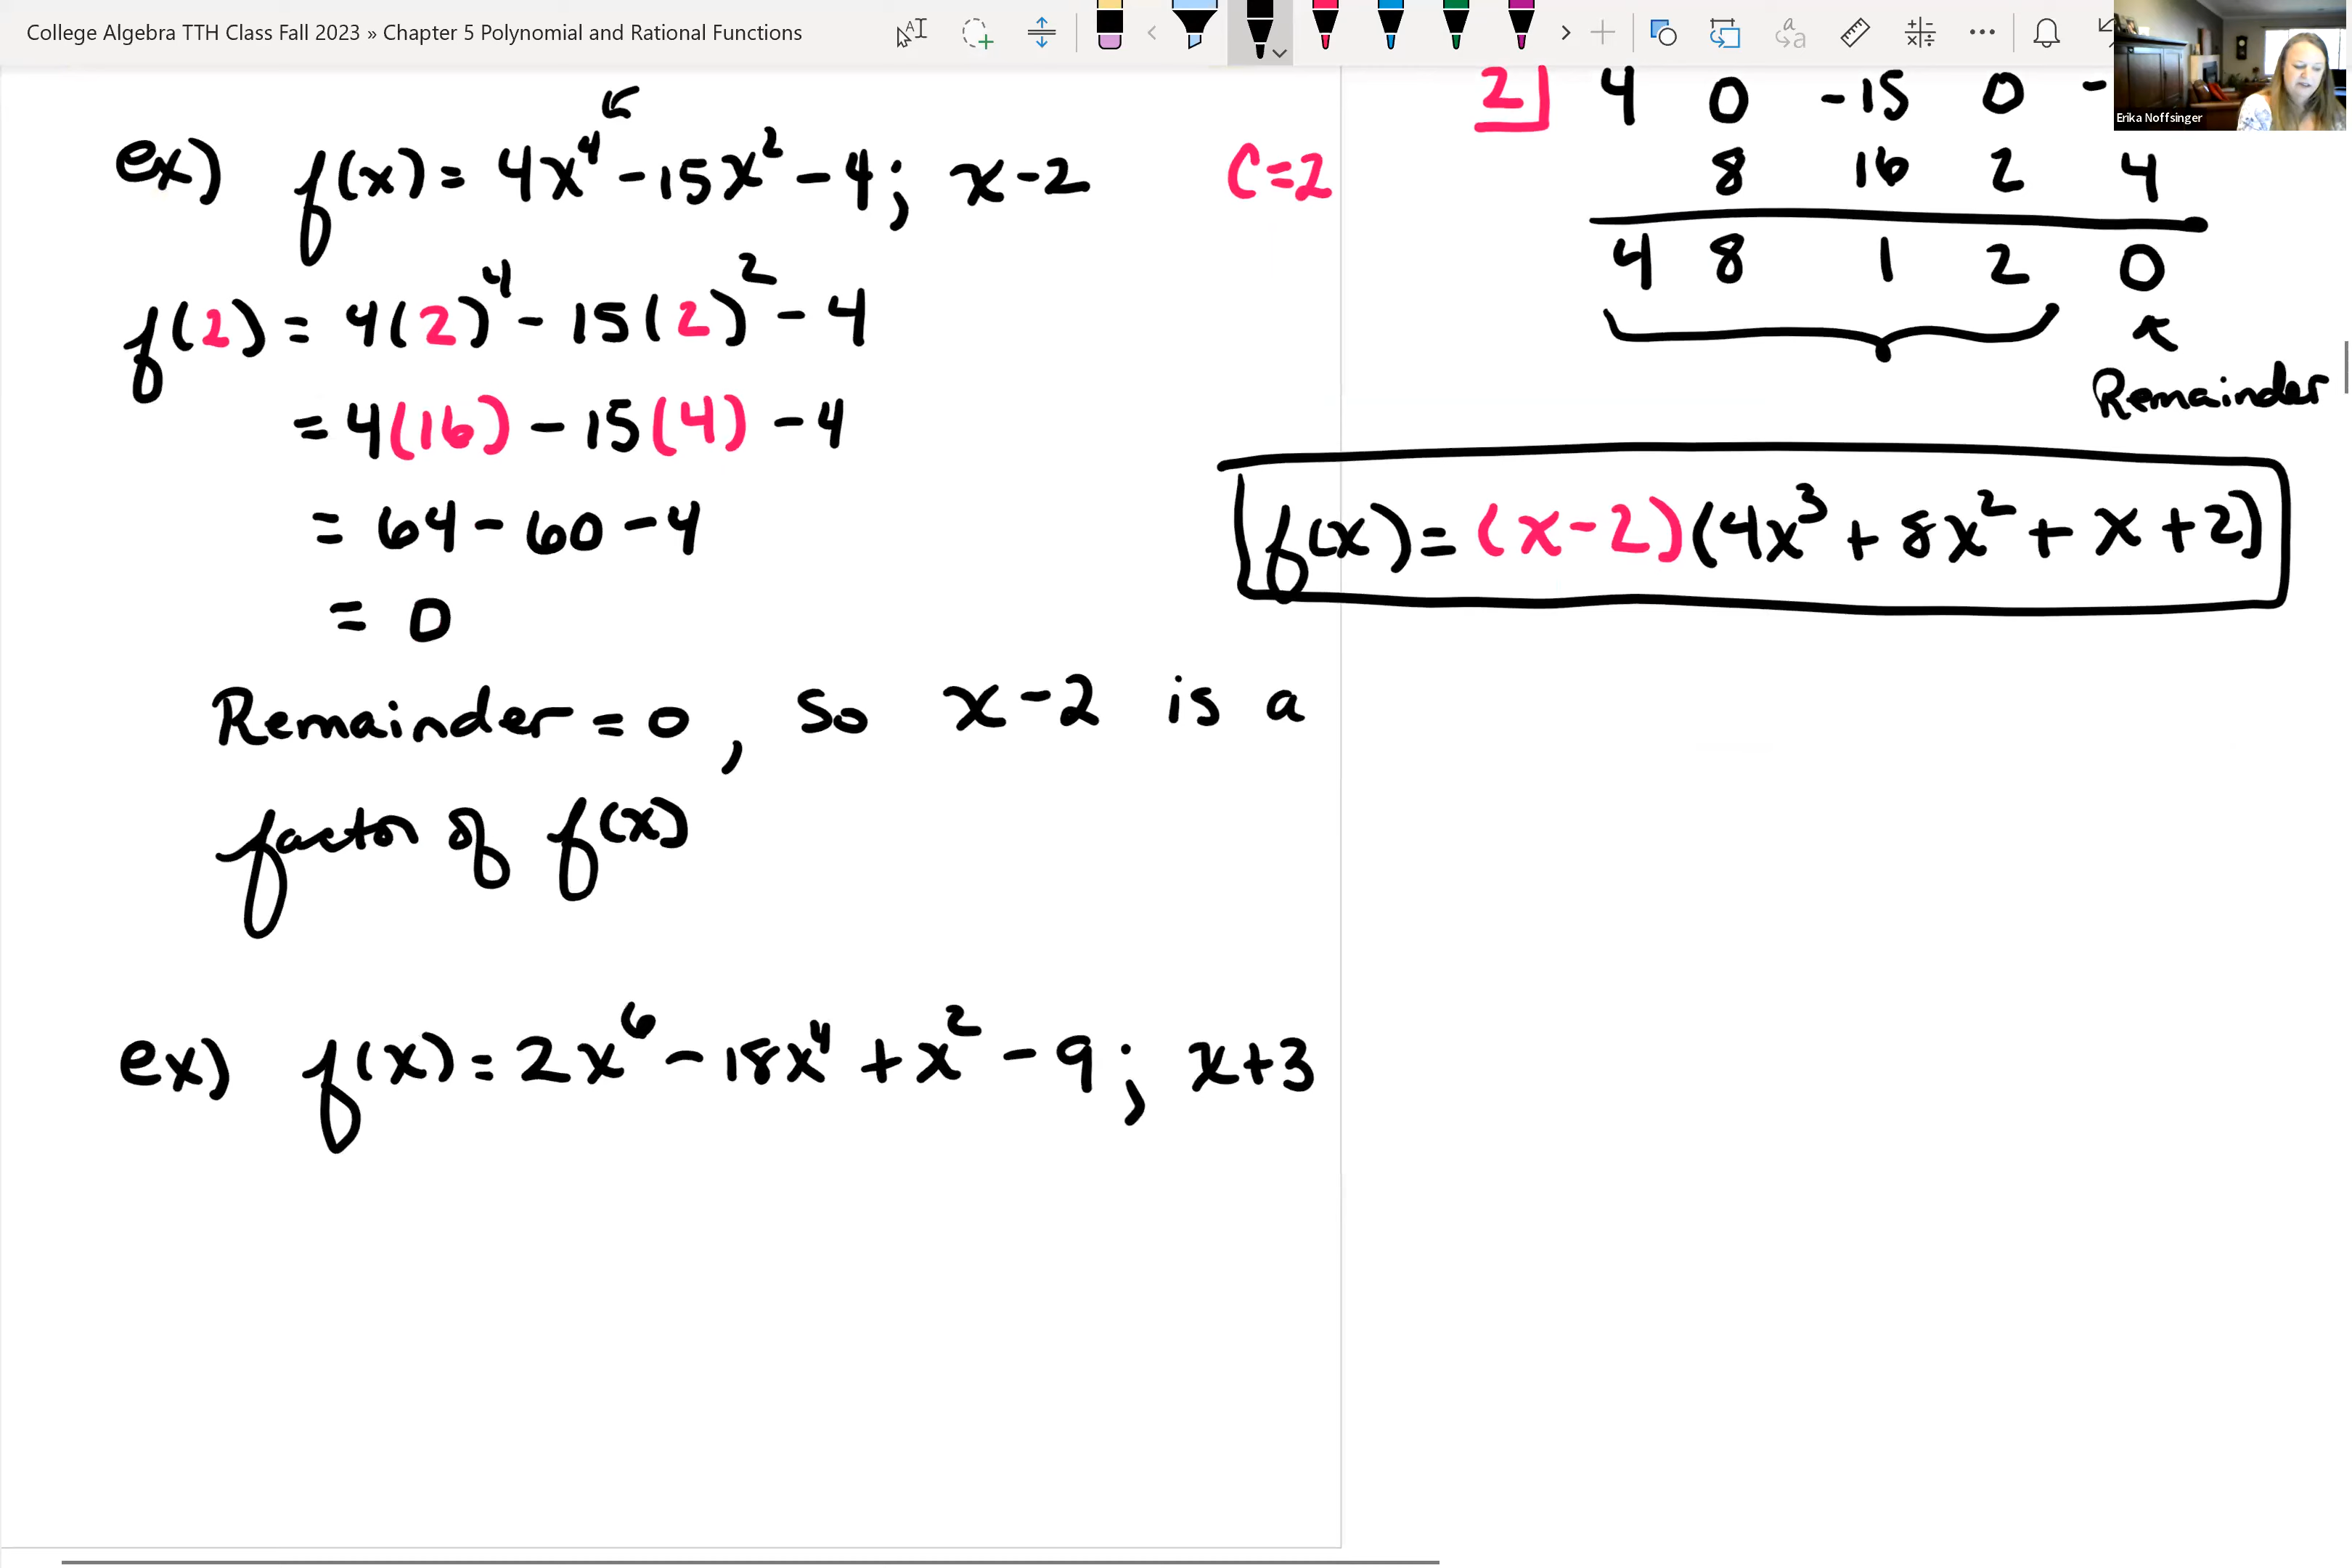 College Algebra TTH Class Fall 2023 » Chapter 5 Polynomial and Rational Functions
Erika Noffsinger
ex) f(x) = 4x⁴ - 15x² - 4; x - 2
C = 2
f(2) = 4(2)⁴ - 15(2)² - 4
= 4(16) - 15(4) - 4
= 64 - 60 - 4
= 0
Remainder = 0, so x - 2 is a
factor of f(x)
ex) f(x) = 2x⁶ - 18x⁴ + x² - 9; x + 3
2 4 0 -15 0 -
8 16 2 4
4 8 1 2 0
Remainder
f(x) = (x - 2)(4x³ + 8x² + x + 2)